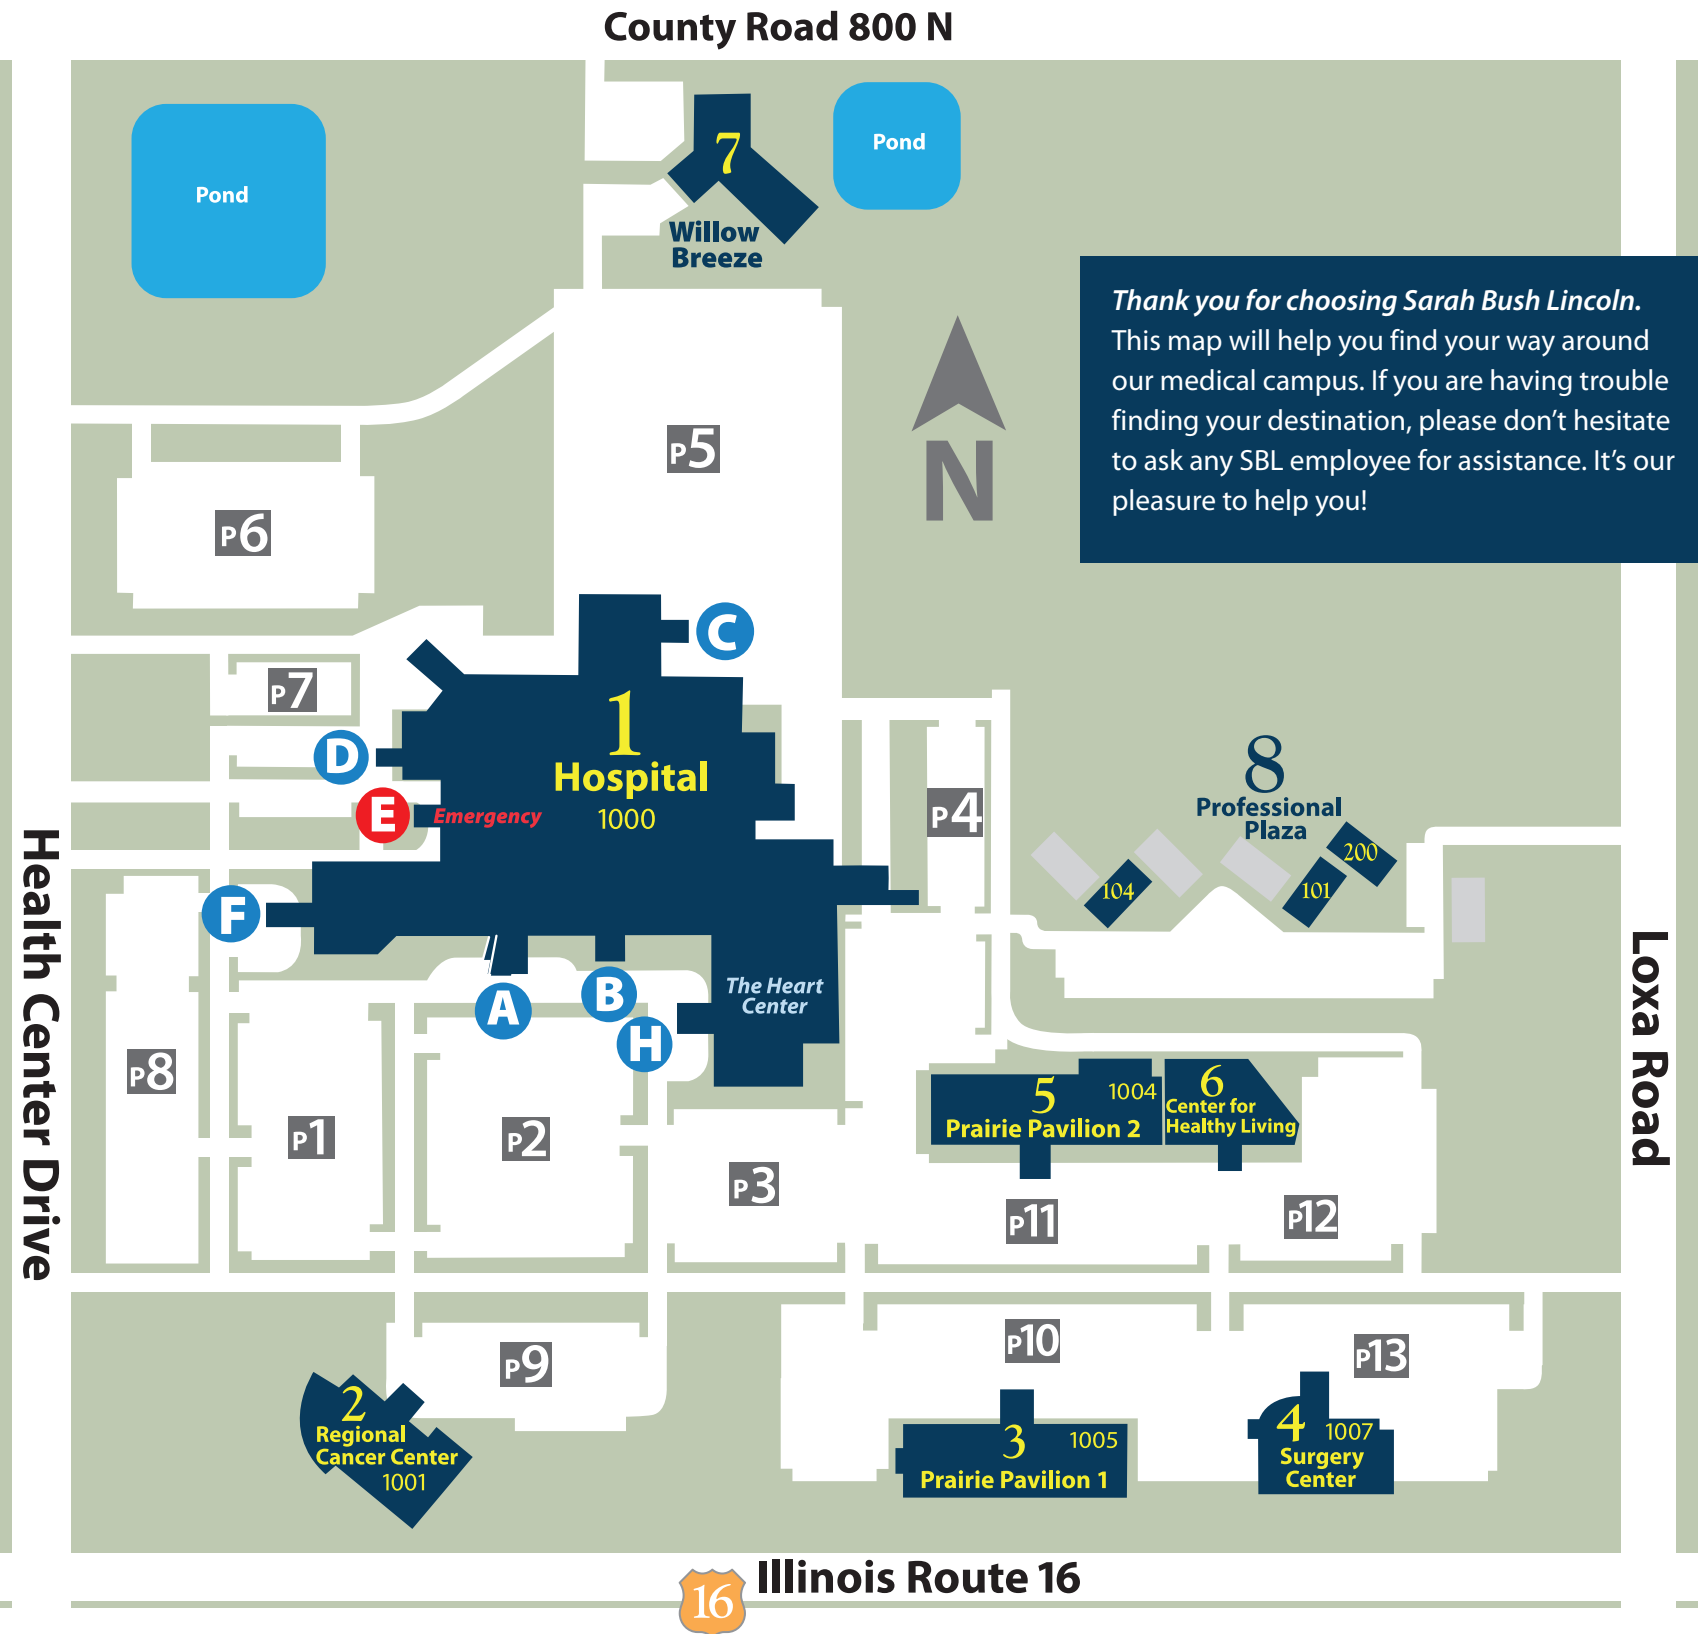 County Road 800 N
Pond
7
Pond
Willow
Breeze
Thank you for choosing Sarah Bush Lincoln.
This map will help you find your way around
our medical campus. If you are having trouble
finding your destination, please don’t hesitate
to ask any SBL employee for assistance. It’s our
pleasure to help you!
N
P5
P6
C
P7
1
Hospital
1000
D
E
Emergency
P4
8
Professional
Plaza
104
101
200
F
A
B
H
The Heart
Center
Health Center Drive
Loxa Road
P8
P1
P2
P3
5
1004
Prairie Pavilion 2
6
Center for
Healthy Living
P11
P12
P9
P10
P13
2
Regional
Cancer Center
1001
3
1005
Prairie Pavilion 1
4
1007
Surgery
Center
16
Illinois Route 16